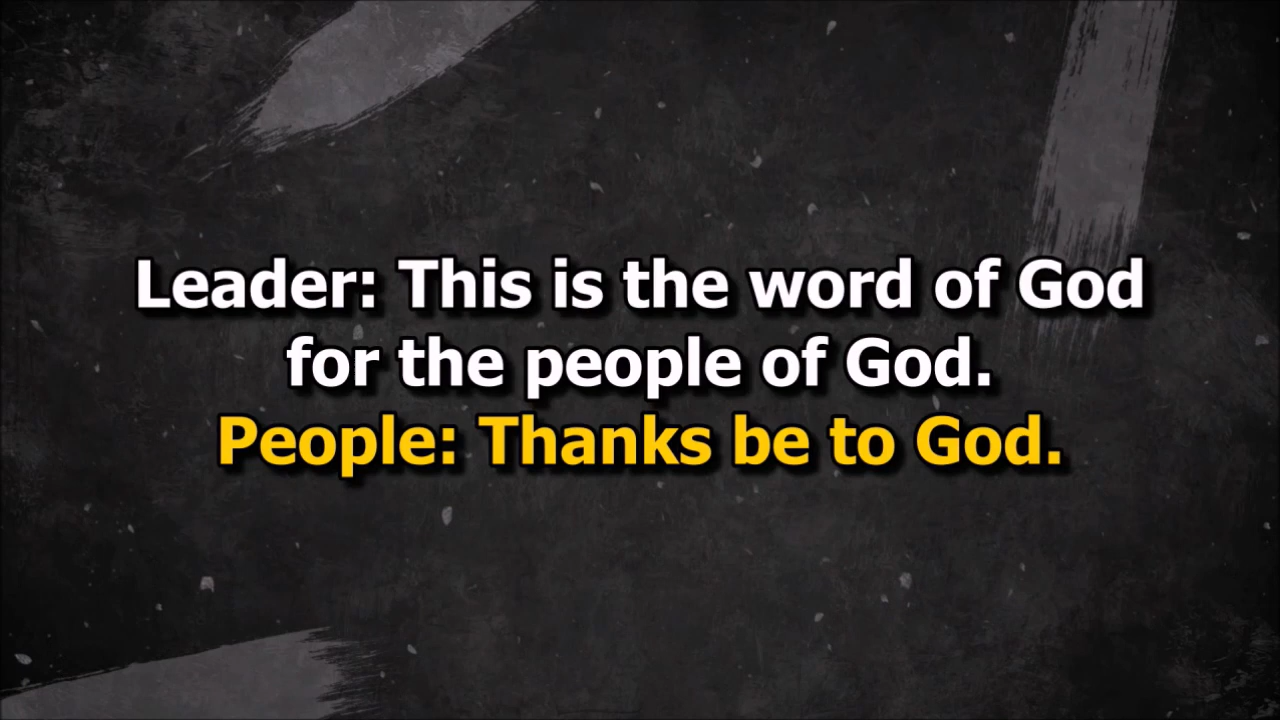 Leader: This is the word of God
for the people of God.
People: Thanks be to God.